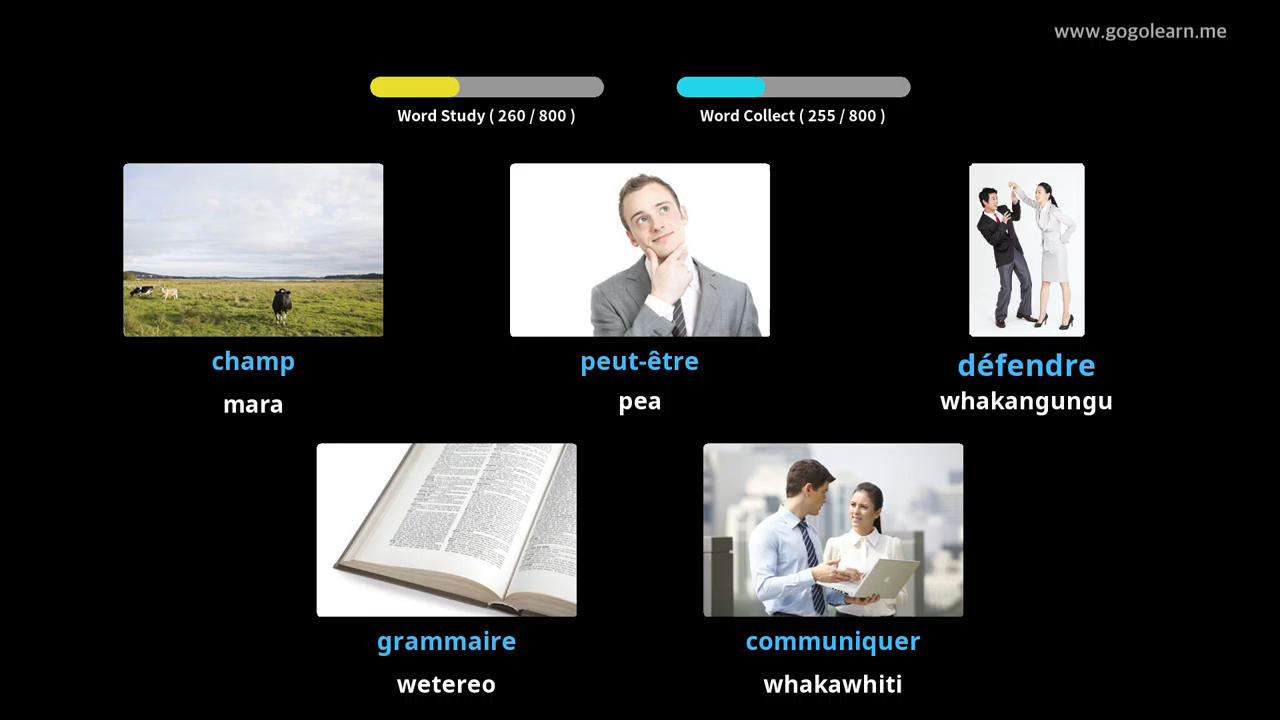 www.gogolearn.me
Word Study ( 260 / 800 )
Word Collect ( 255 / 800 )
champ
mara
peut-être
pea
défendre
whakangungu
grammaire
wetereo
communiquer
whakawhiti